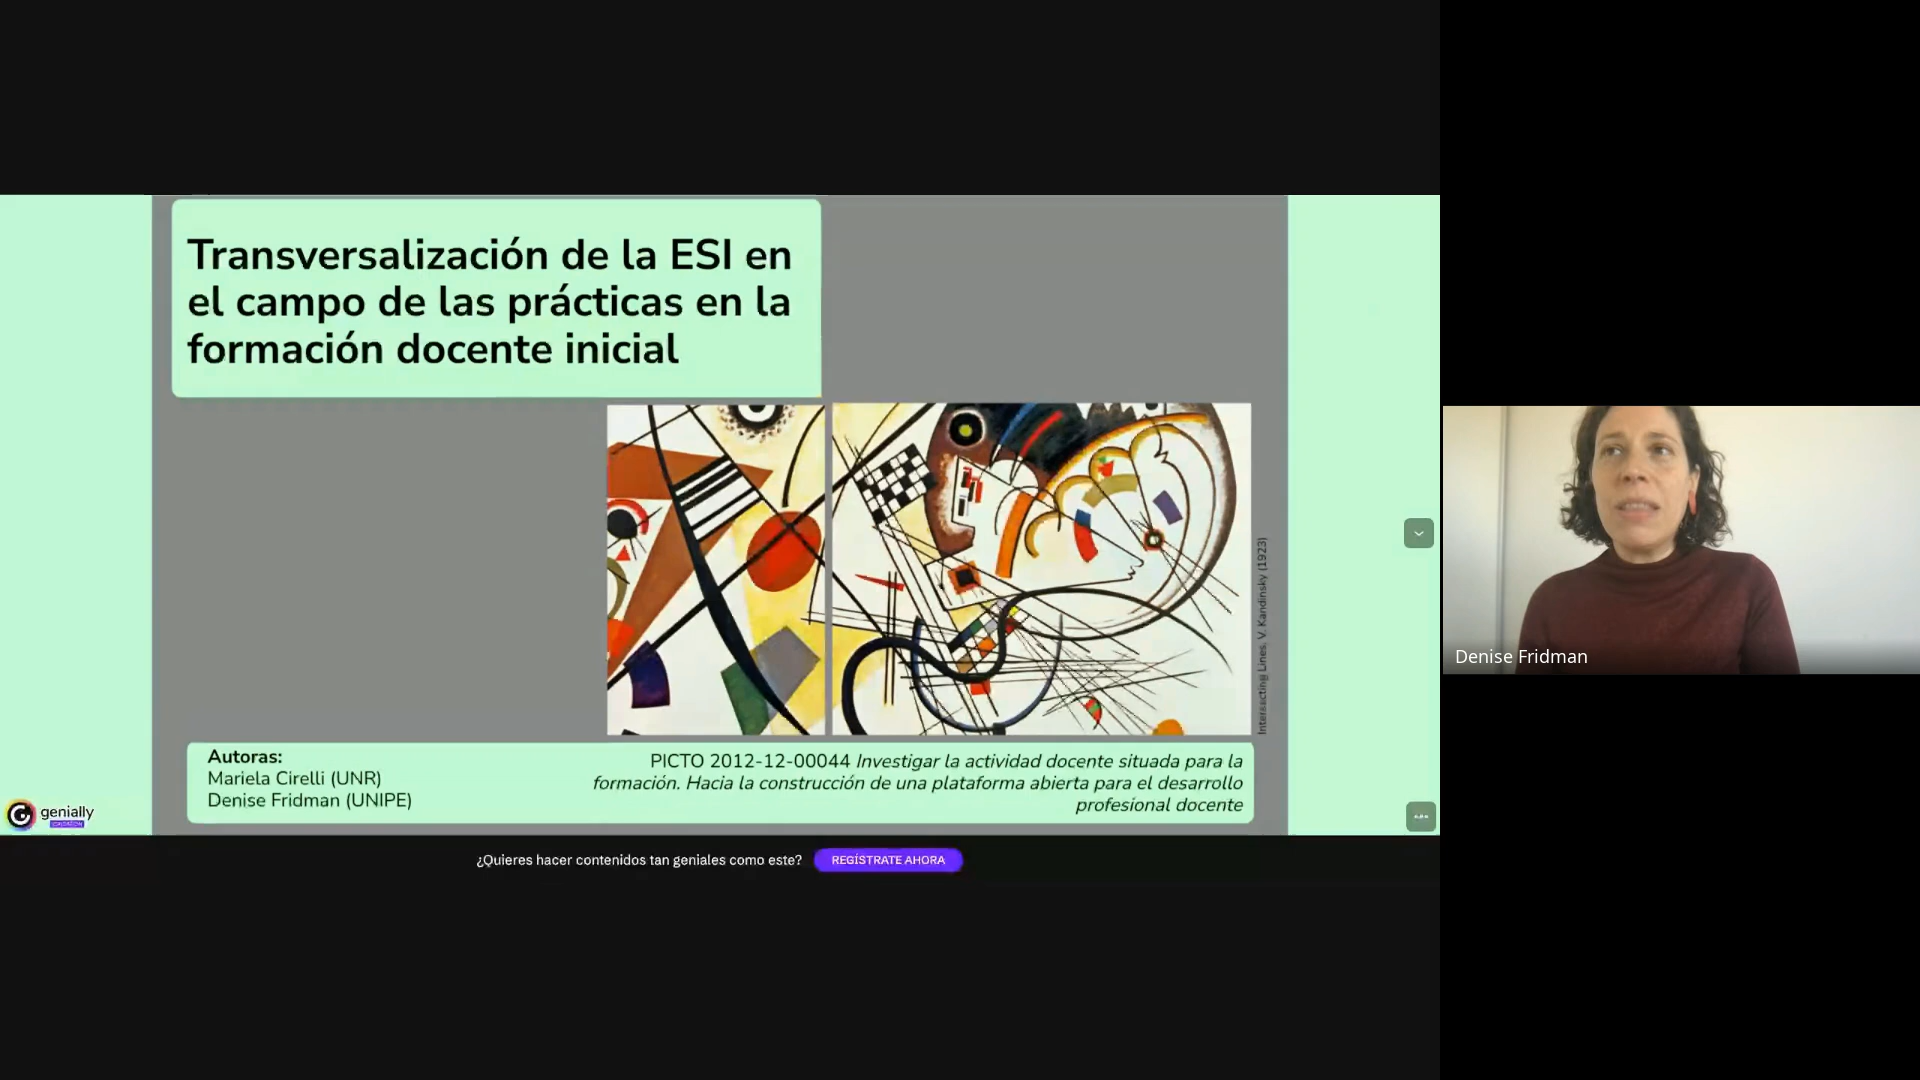 Transversalización de la ESI en
el campo de las prácticas en la
formación docente inicial
Intersecting Lines, V. Kandinsky (1923)
Autoras:
Mariela Cirelli (UNR)
Denise Fridman (UNIPE)
PICTO 2012-12-00044 Investigar la actividad docente situada para la
formación. Hacia la construcción de una plataforma abierta para el desarrollo
profesional docente
genially
¿Quieres hacer contenidos tan geniales como este?
REGÍSTRATE AHORA
Denise Fridman